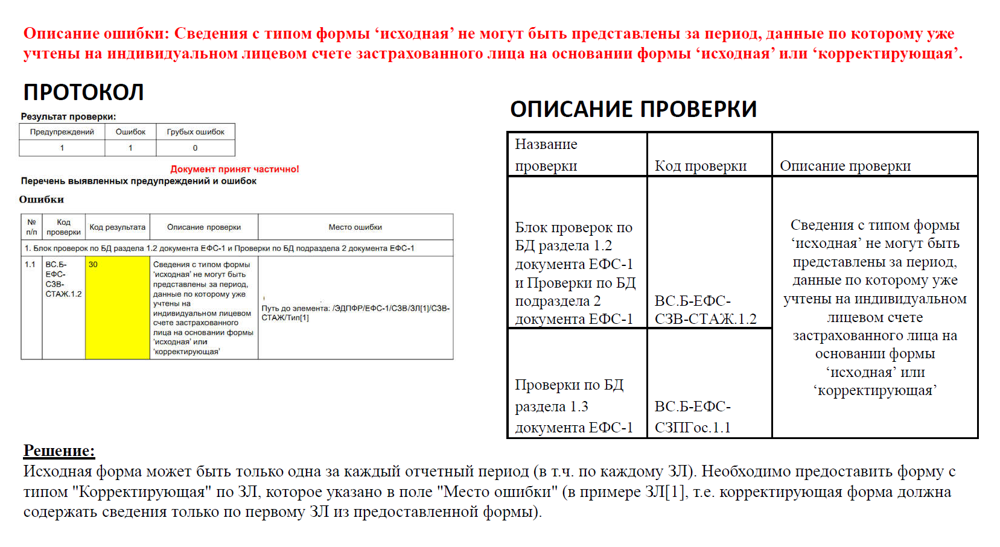 Описание ошибки: Сведения с типом формы ‘исходная’ не могут быть представлены за период, данные по которому уже
учтены на индивидуальном лицевом счете застрахованного лица на основании формы ‘исходная’ или ‘корректирующая’.
ПРОТОКОЛ
Результат проверки:
Предупреждений Ошибок Грубых ошибок
1 1 0
Документ принят частично!
Перечень выявленных предупреждений и ошибок
Ошибки
№ п/п Код проверки Код результата Описание проверки Место ошибки
1. Блок проверок по БД раздела 1.2 документа ЕФС-1 и Проверки по БД подраздела 2 документа ЕФС-1
1.1
ВС.Б-
ЕФС-
СЗВ-
СТАЖ.1.2
30
Сведения с типом формы
‘исходная’ не могут быть
представлены за период,
данные по которому уже
учтены на
индивидуальном лицевом
счете застрахованного
лица на основании формы
‘исходная’ или
‘корректирующая’
Путь до элемента: /ЭДПФР/ЕФС-1/СЗВ/ЗЛ[1]/СЗВ-
СТАЖ/Тип[1]
ОПИСАНИЕ ПРОВЕРКИ
Название
проверки
Код проверки
Описание проверки
Блок проверок по
БД раздела 1.2
документа ЕФС-1
и Проверки по БД
подраздела 2
документа ЕФС-1
ВС.Б-ЕФС-
СЗВ-СТАЖ.1.2
Сведения с типом формы
‘исходная’ не могут быть
представлены за период,
данные по которому уже
учтены на индивидуальном
лицевом счете
застрахованного лица на
основании формы
‘исходная’ или
‘корректирующая’
Проверки по БД
раздела 1.3
документа ЕФС-1
ВС.Б-ЕФС-
СЗПГос.1.1
Решение:
Исходная форма может быть только одна за каждый отчетный период (в т.ч. по каждому ЗЛ). Необходимо предоставить форму с
типом "Корректирующая" по ЗЛ, которое указано в поле "Место ошибки" (в примере ЗЛ[1], т.е. корректирующая форма должна
содержать сведения только по первому ЗЛ из предоставленной формы).